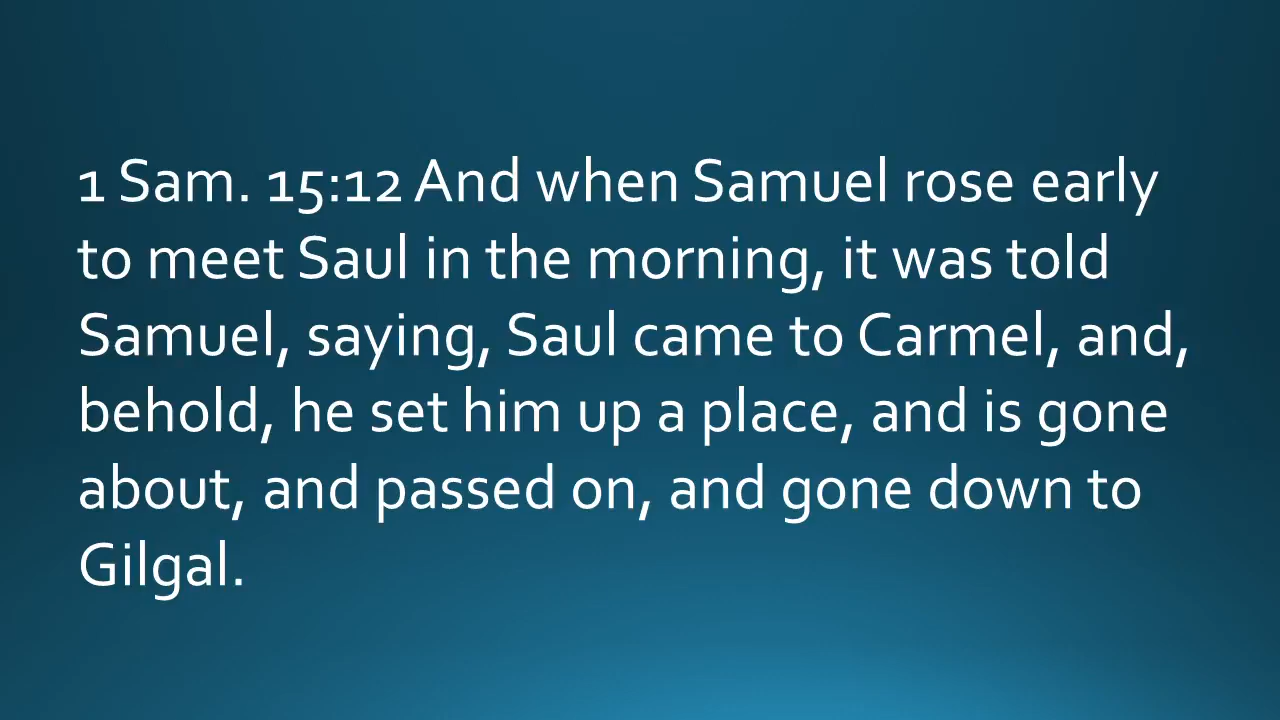 1 Sam. 15:12 And when Samuel rose early
to meet Saul in the morning, it was told
Samuel, saying, Saul came to Carmel, and,
behold, he set him up a place, and is gone
about, and passed on, and gone down to
Gilgal.